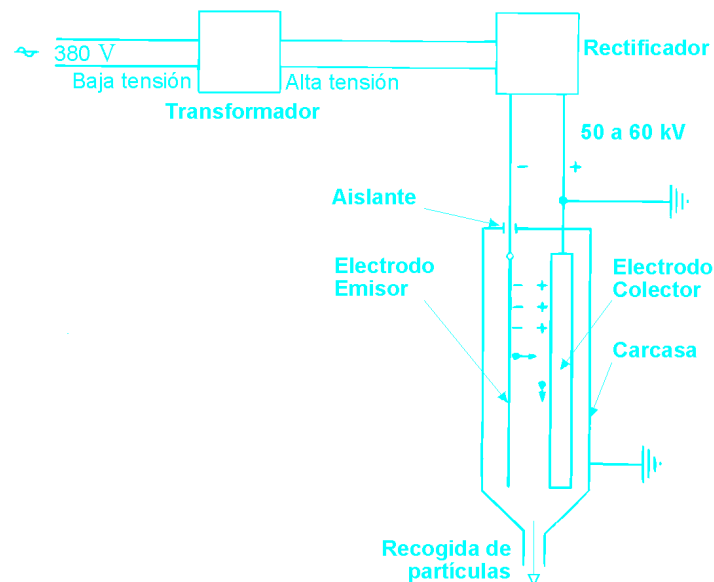 380 V
Baja tensión
Alta tensión
Transformador
Rectificador
50 a 60 kV
- +
Aislante
Electrodo
Emisor
Electrodo
Colector
- +
- +
- +
Carcasa
Recogida de
partículas